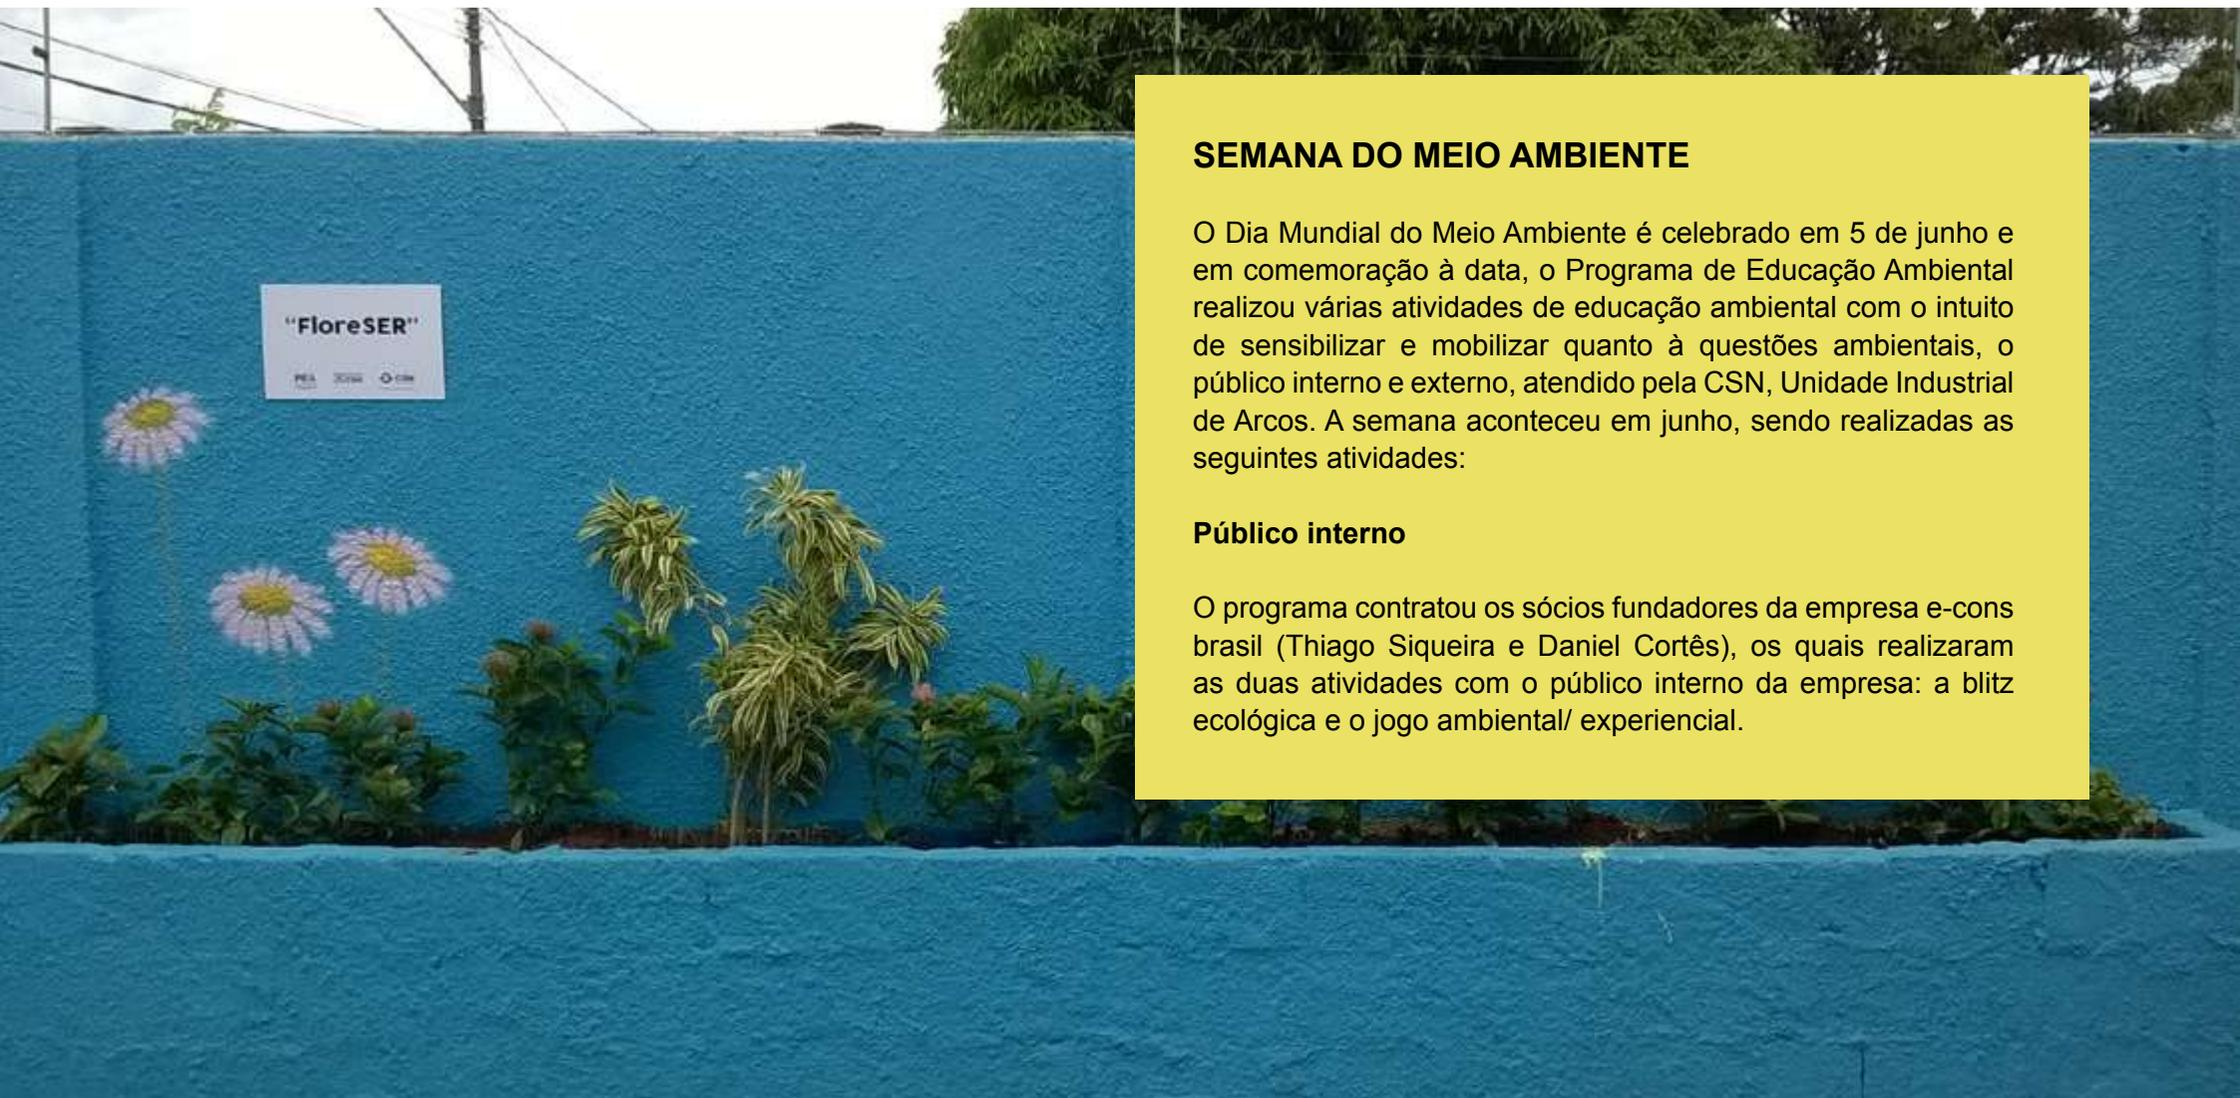 SEMANA DO MEIO AMBIENTE
O Dia Mundial do Meio Ambiente é celebrado em 5 de junho e
em comemoração à data, o Programa de Educação Ambiental
realizou várias atividades de educação ambiental com o intuito
de sensibilizar e mobilizar quanto à questões ambientais, o
público interno e externo, atendido pela CSN, Unidade Industrial
de Arcos. A semana aconteceu em junho, sendo realizadas as
seguintes atividades:
Público interno
O programa contratou os sócios fundadores da empresa e-cons
brasil (Thiago Siqueira e Daniel Cortês), os quais realizaram
as duas atividades com o público interno da empresa: a blitz
ecológica e o jogo ambiental/ experiencial.
"FloreSER"